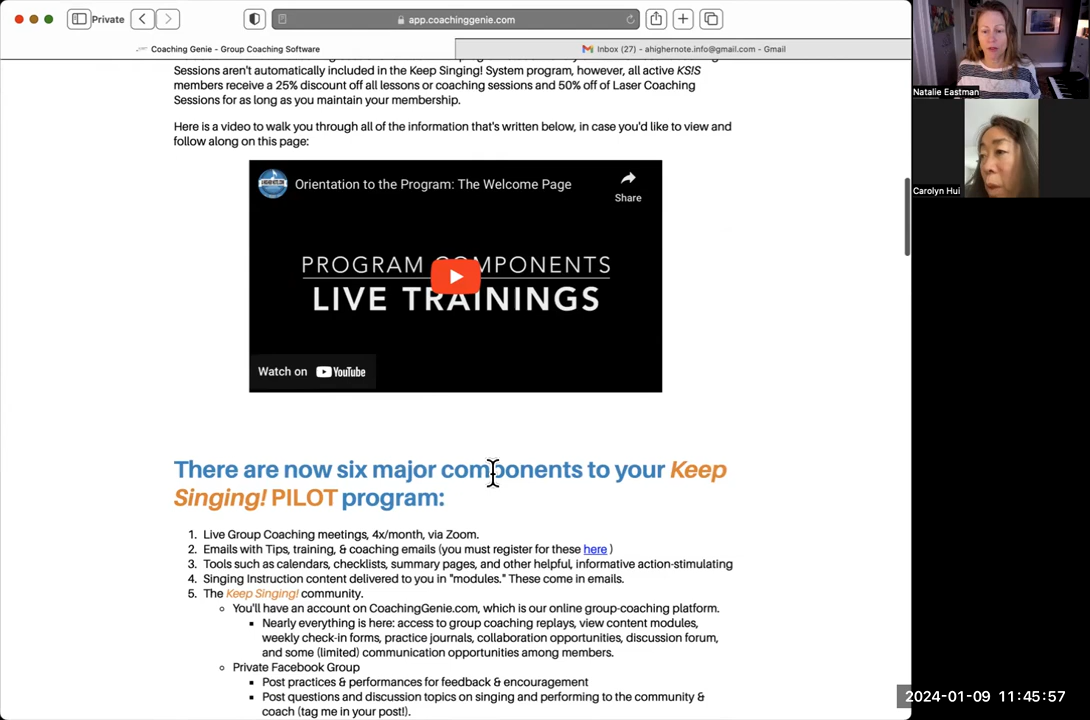 Private
app.coachinggenie.com
Coaching Genie - Group Coaching Software
Inbox (27) - ahighernote.info@gmail.com - Gmail
Sessions aren't automatically included in the Keep Singing! System program, however, all active KSIS
members receive a 25% discount off all lessons or coaching sessions and 50% off of Laser Coaching
Sessions for as long as you maintain your membership.
Here is a video to walk you through all of the information that's written below, in case you'd like to view and
follow along on this page:
Orientation to the Program: The Welcome Page
Share
PROGRAM COMPONENTS
LIVE TRAININGS
Watch on YouTube
There are now six major components to your Keep
Singing! PILOT program:
1. Live Group Coaching meetings, 4x/month, via Zoom.
2. Emails with Tips, training, & coaching emails (you must register for these here )
3. Tools such as calendars, checklists, summary pages, and other helpful, informative action-stimulating
4. Singing Instruction content delivered to you in "modules." These come in emails.
5. The Keep Singing! community.
You'll have an account on CoachingGenie.com, which is our online group-coaching platform.
Nearly everything is here: access to group coaching replays, view content modules,
weekly check-in forms, practice journals, collaboration opportunities, discussion forum,
and some (limited) communication opportunities among members.
Private Facebook Group
Post practices & performances for feedback & encouragement
Post questions and discussion topics on singing and performing to the community &
coach (tag me in your post!).
Natalie Eastman
Carolyn Hui
2024-01-09 11:45:57